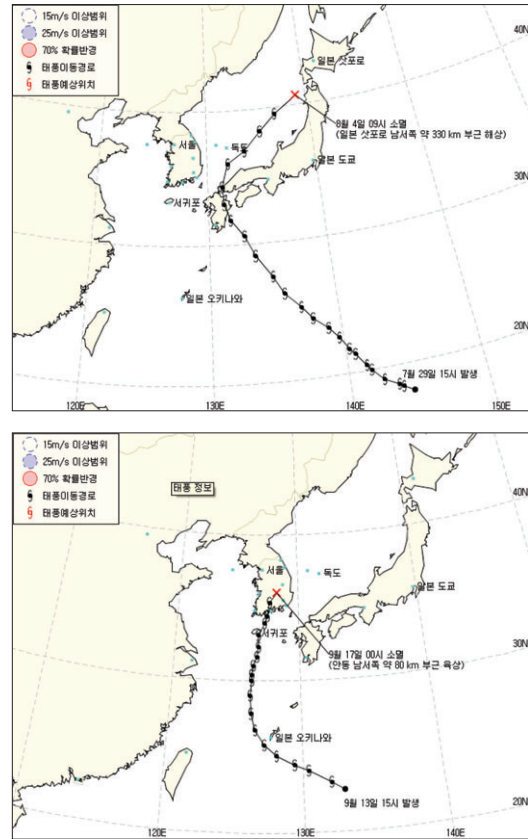 15m/s 이상범위
25m/s 이상범위
70% 확률반경
태풍이동경로
태풍예상위치
일본 삿포로
8월 4일 09시 소멸
(일본 삿포로 남서쪽 약 330 km 부근 해상)
서울
독도
일본 도쿄
서귀포
일본 오키나와
7월 29일 15시 발생
40N
30N
20N
120E
130E
140E
150E
15m/s 이상범위
25m/s 이상범위
70% 확률반경
태풍이동경로
태풍예상위치
태풍 정보
서울
독도
일본 도쿄
서귀포
9월 17일 00시 소멸
(안동 남서쪽 약 80 km 부근 육상)
일본 오키나와
9월 13일 15시 발생
40N
30N
20N
120E
130E
140E